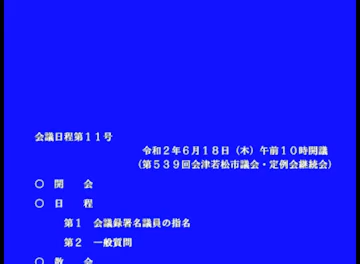 会議日程第１１号
令和２年６月１８日（木）午前１０時開議
（第５３９回会津若松市議会・定例会継続会）
○　開　　会
○　日　　程
第１　会議録署名議員の指名
第２　一般質問
○　散　　会